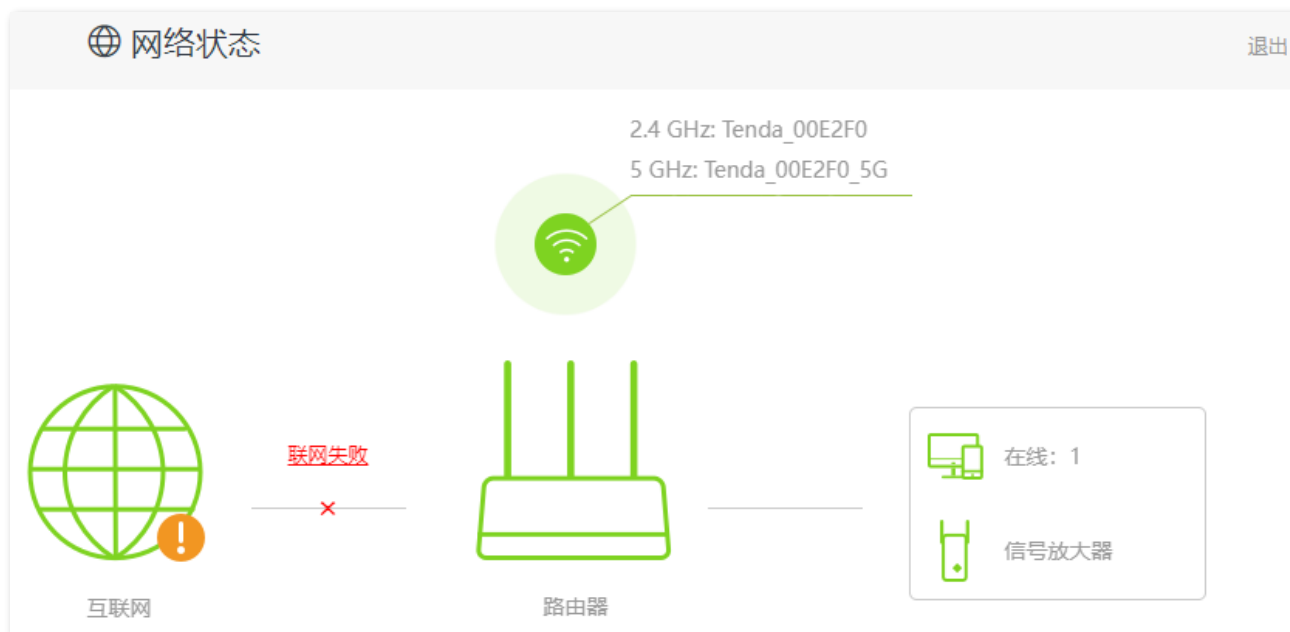 网络状态
退出
2.4 GHz: Tenda_00E2F0
5 GHz: Tenda_00E2F0_5G
联网失败
在线：1
信号放大器
互联网
路由器